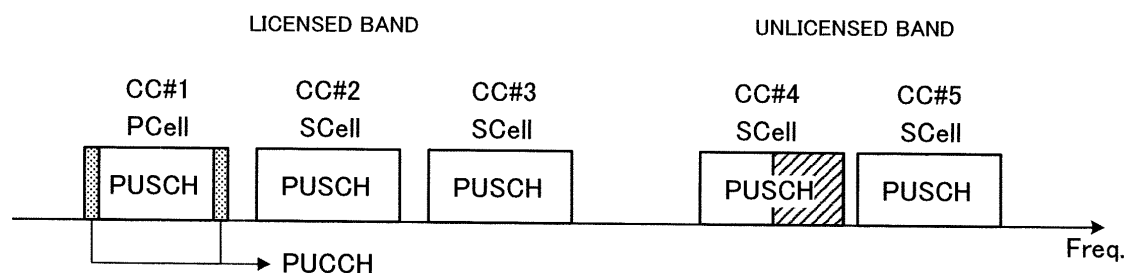 LICENSED BAND
UNLICENSED BAND
CC#1
PCell
CC#2
SCell
CC#3
SCell
CC#4
SCell
CC#5
SCell
PUSCH
PUSCH
PUSCH
PUSCH
PUSCH
Freq.
PUCCH